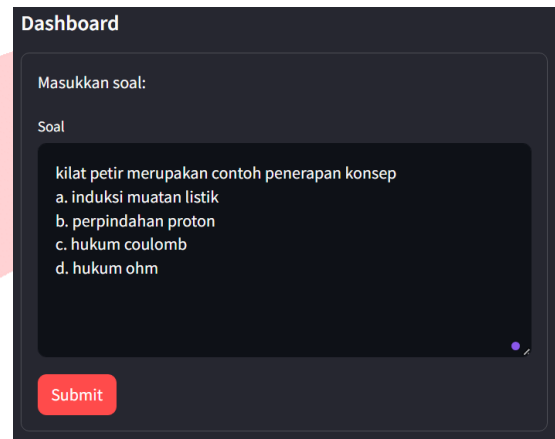 Dashboard
Masukkan soal:
Soal
kilat petir merupakan contoh penerapan konsep
a. induksi muatan listik
b. perpindahan proton
c. hukum coulomb
d. hukum ohm
Submit